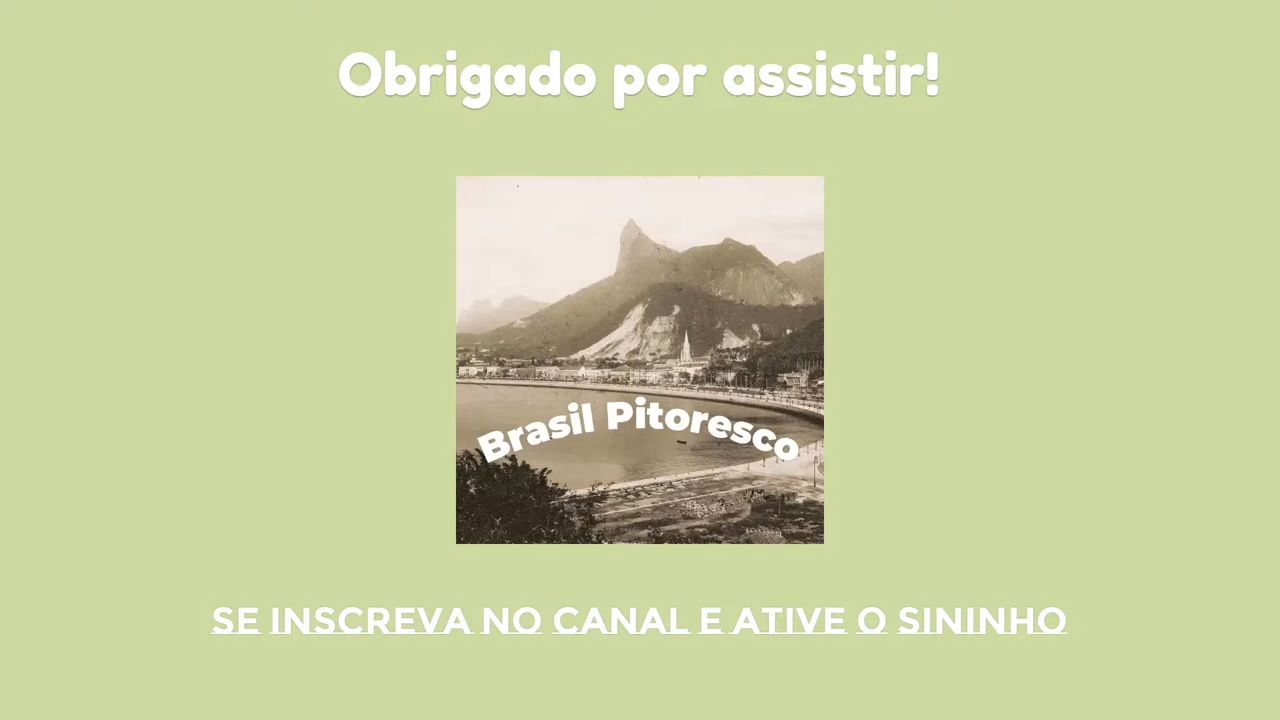 Obrigado por assistir!
Brasil Pitoresco
SE INSCREVA NO CANAL E ATIVE O SININHO